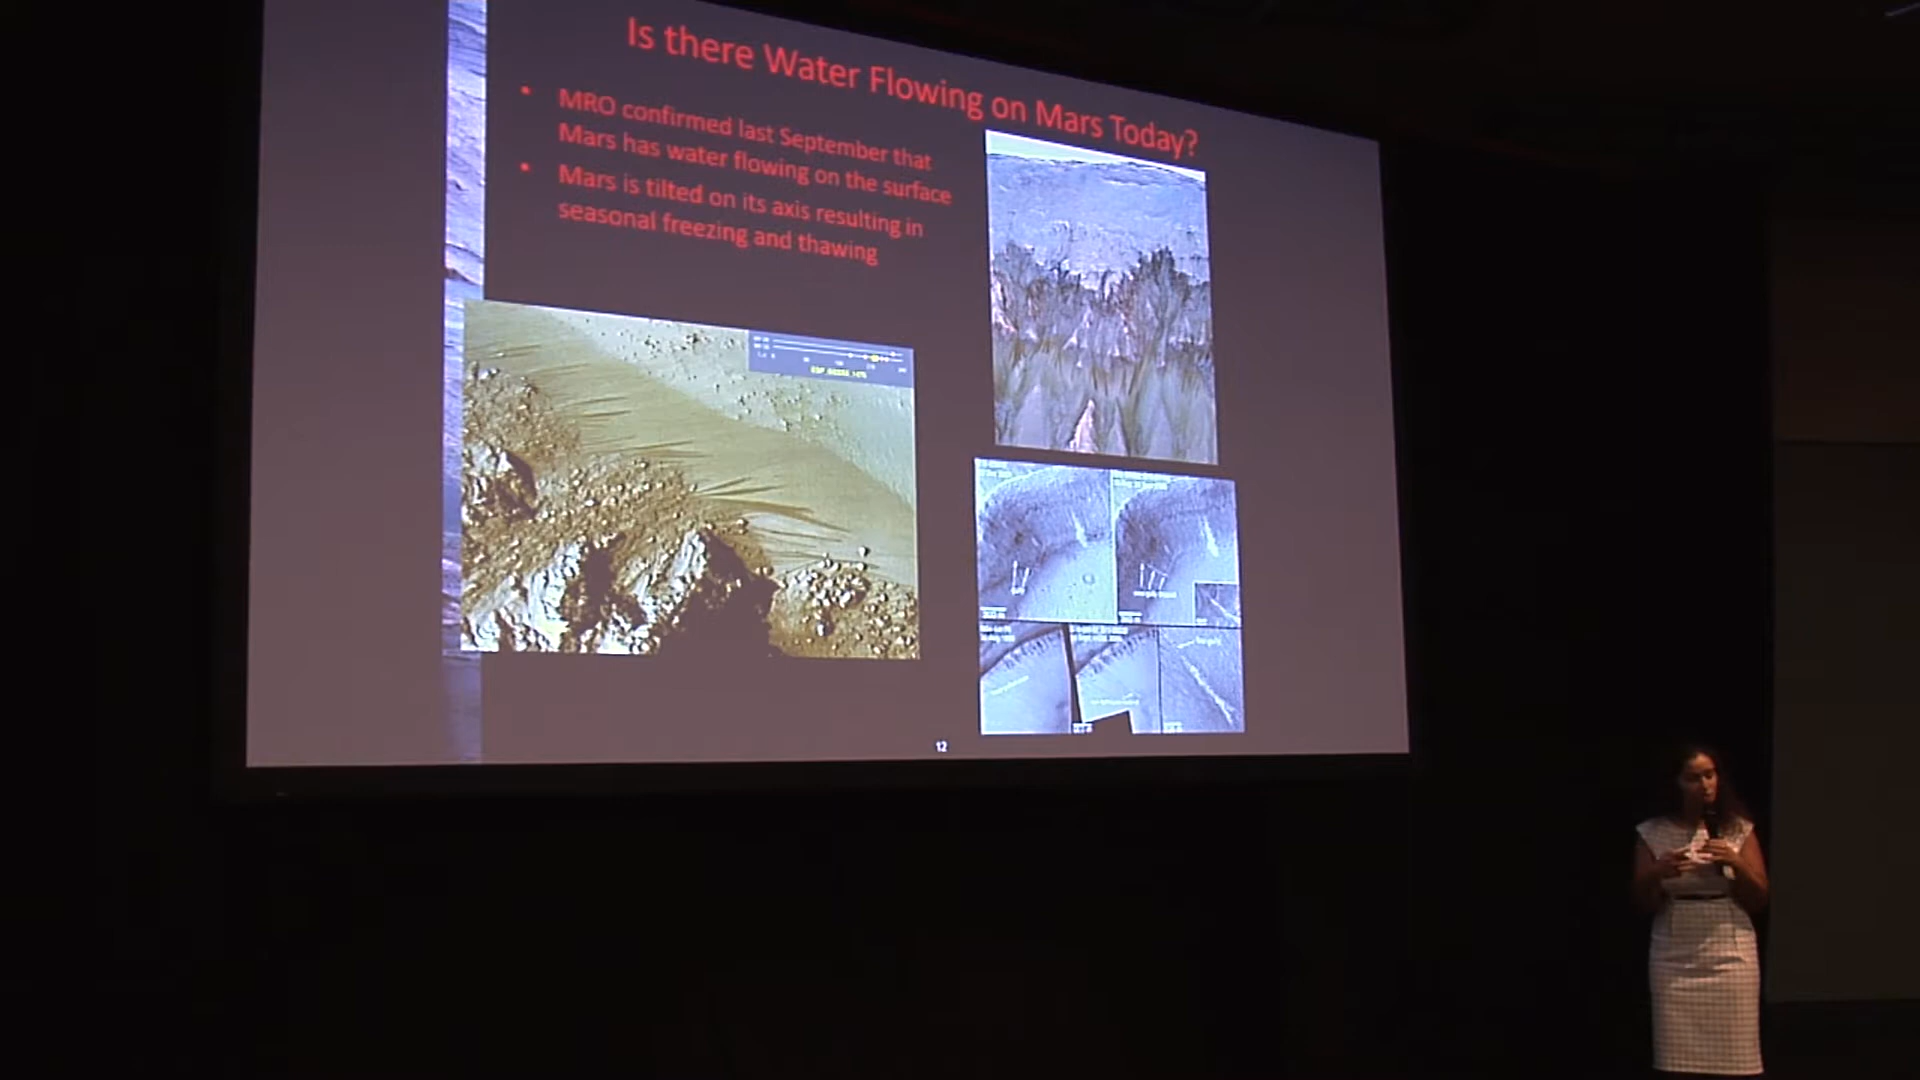 Is there Water Flowing on Mars Today?
• MRO confirmed last September that
Mars has water flowing on the surface
• Mars is tilted on its axis resulting in
seasonal freezing and thawing
12